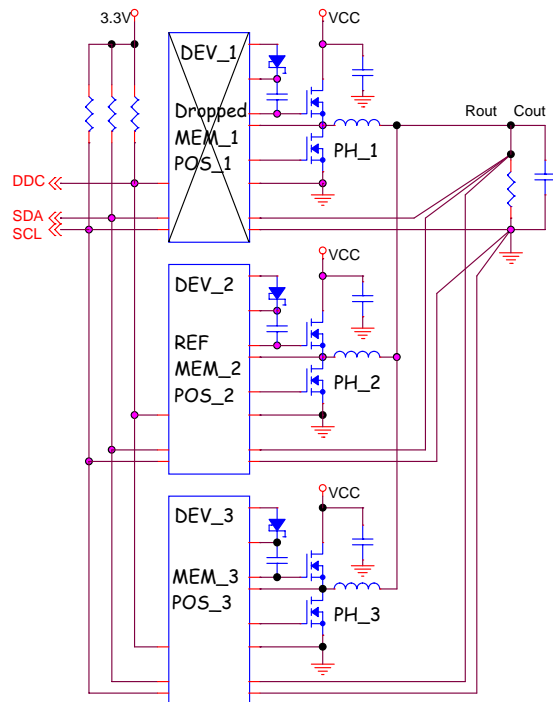 3.3V
VCC
DEV_1
Dropped
MEM_1
POS_1
PH_1
Rout
Cout
DDC
SDA
SCL
VCC
DEV_2
REF
MEM_2
POS_2
PH_2
VCC
DEV_3
MEM_3
POS_3
PH_3